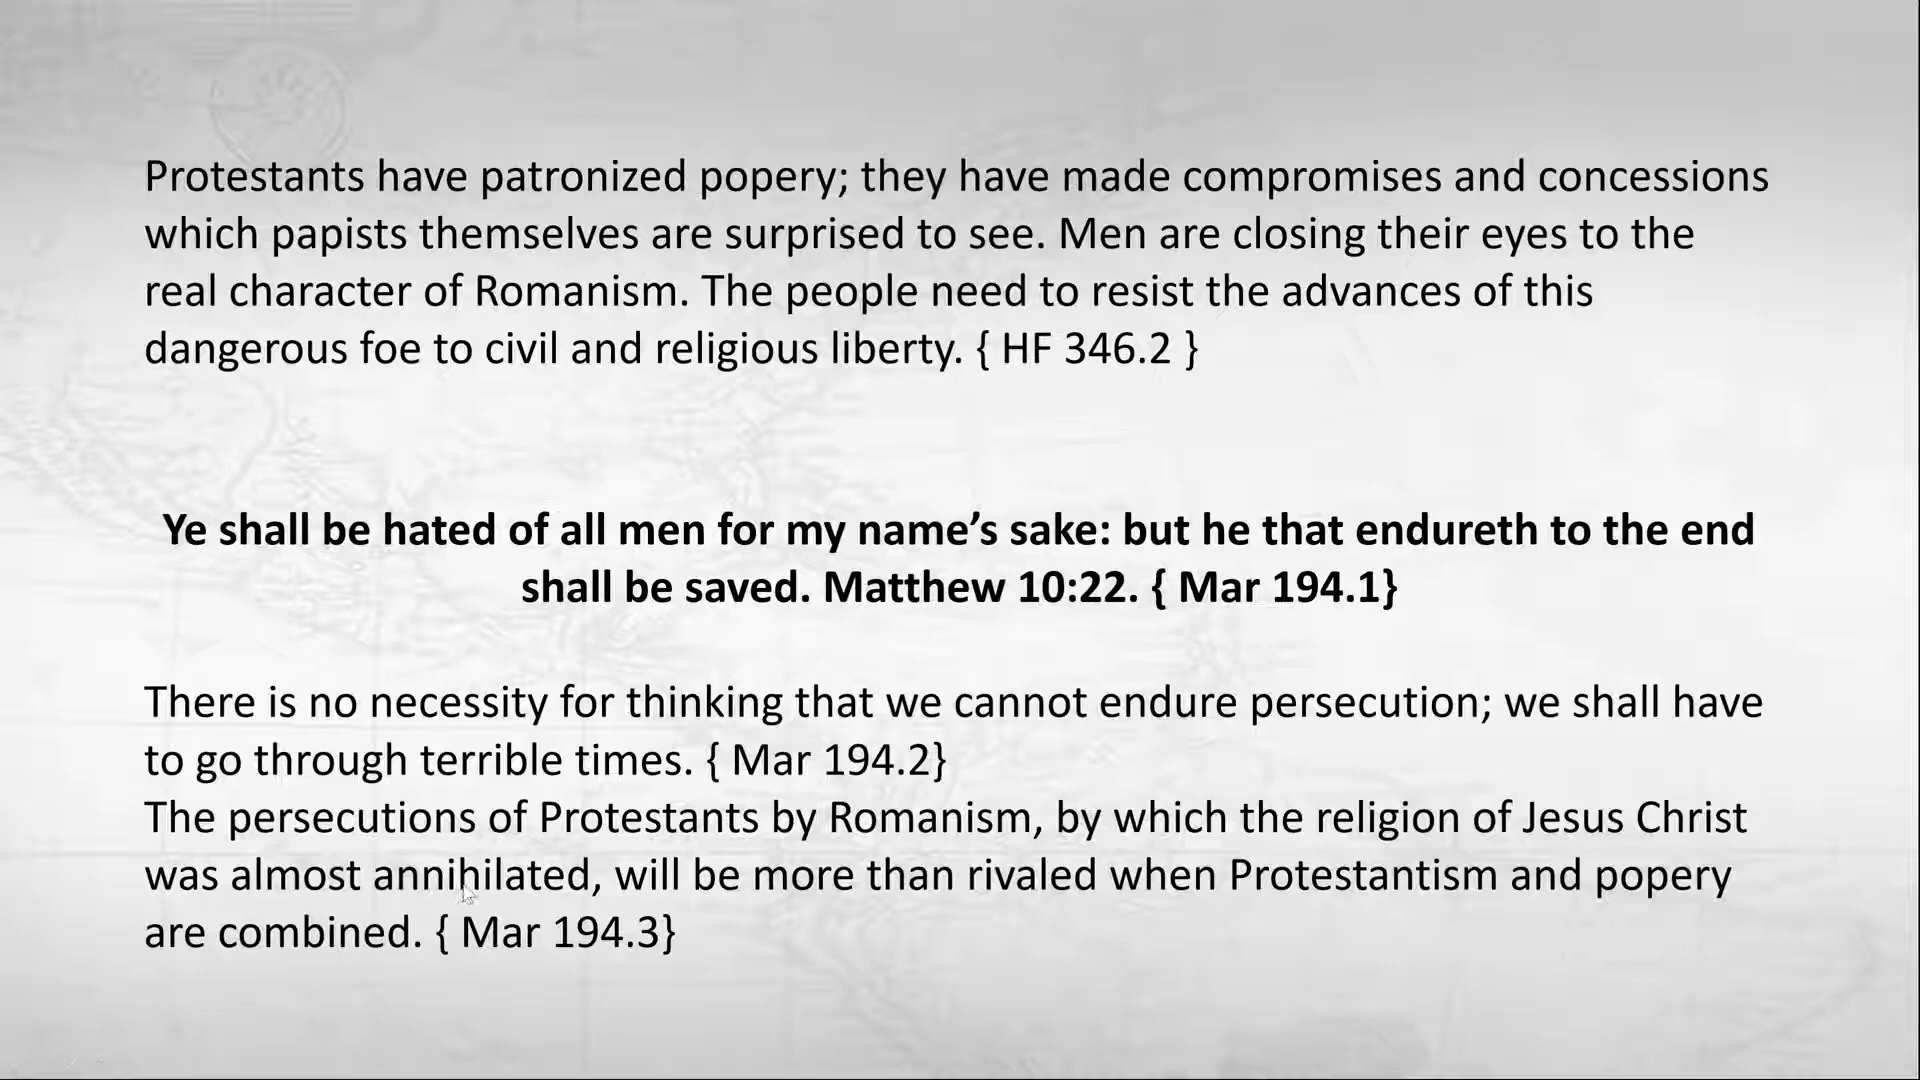 Protestants have patronized popery; they have made compromises and concessions
which papists themselves are surprised to see. Men are closing their eyes to the
real character of Romanism. The people need to resist the advances of this
dangerous foe to civil and religious liberty. { HF 346.2 }
Ye shall be hated of all men for my name’s sake: but he that endureth to the end
shall be saved. Matthew 10:22. { Mar 194.1}
There is no necessity for thinking that we cannot endure persecution; we shall have
to go through terrible times. { Mar 194.2}
The persecutions of Protestants by Romanism, by which the religion of Jesus Christ
was almost annihilated, will be more than rivaled when Protestantism and popery
are combined. { Mar 194.3}